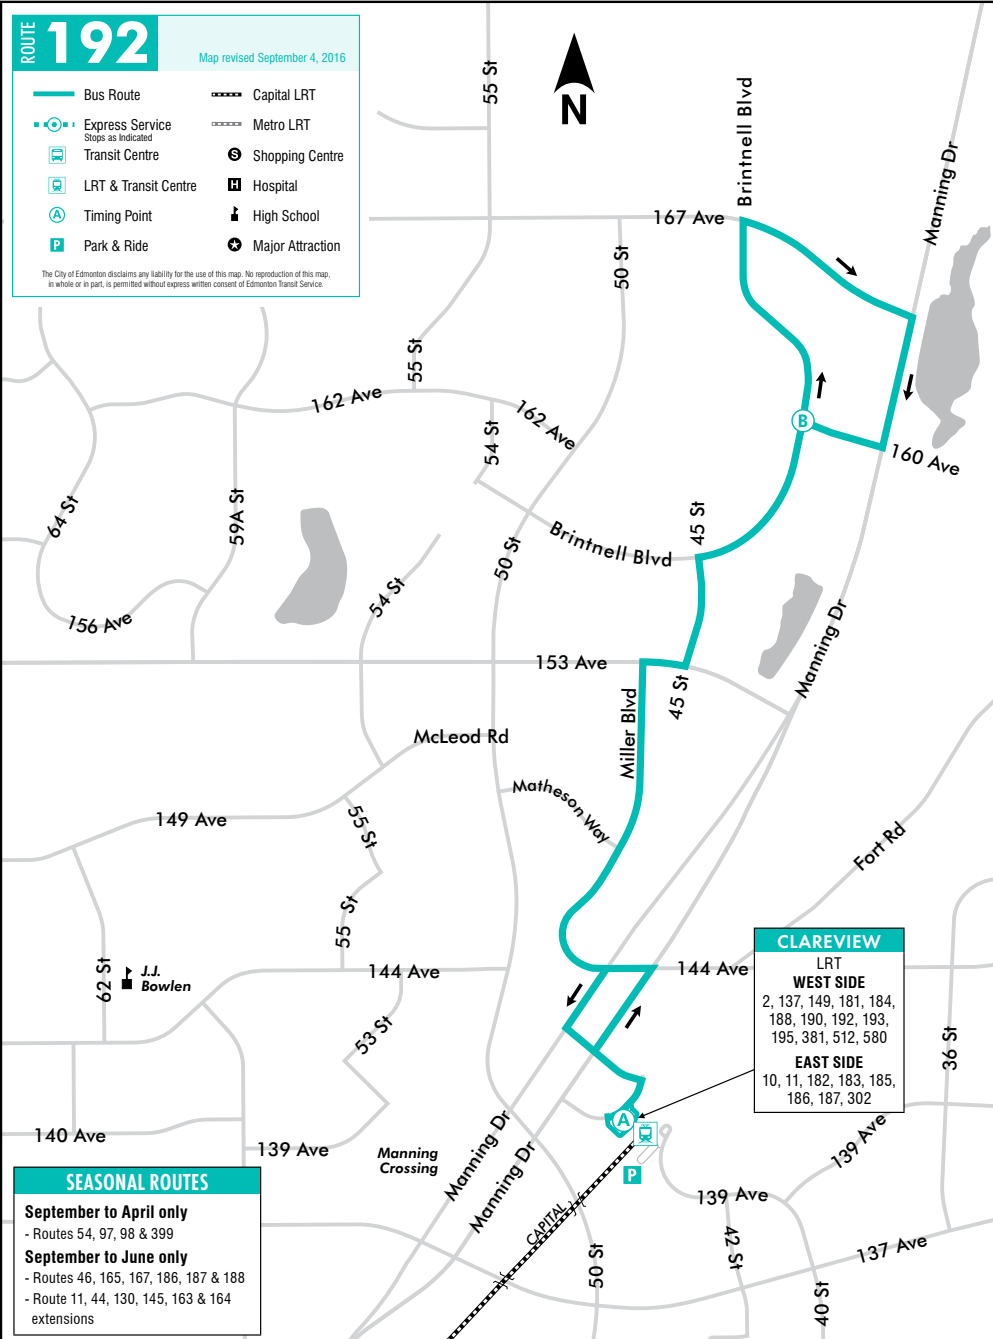 ROUTE 192
Map revised September 4, 2016
Bus Route
Capital LRT
Express Service
Stops as Indicated
Metro LRT
Transit Centre
S Shopping Centre
LRT & Transit Centre
H Hospital
A Timing Point
High School
P Park & Ride
Major Attraction
The City of Edmonton disclaims any liability for the use of this map. No reproduction of this map,
in whole or in part, is permitted without express written consent of Edmonton Transit Service.
N
55 St
Brintnell Blvd
Manning Dr
167 Ave
50 St
55 St
162 Ave
162 Ave
54 St
B
160 Ave
64 St
59A St
45 St
Brintnell Blvd
50 St
54 St
156 Ave
Manning Dr
153 Ave
45 St
Miller Blvd
McLeod Rd
Matheson Way
149 Ave
55 St
Fort Rd
55 St
62 St
J.J.
Bowlen
144 Ave
144 Ave
CLAREVIEW
LRT
WEST SIDE
2, 137, 149, 181, 184,
188, 190, 192, 193,
195, 381, 512, 580
EAST SIDE
10, 11, 182, 183, 185,
186, 187, 302
53 St
36 St
A
140 Ave
139 Ave
Manning
Crossing
Manning Dr
Manning Dr
139 Ave
P
139 Ave
CAPITAL
42 St
137 Ave
50 St
40 St
SEASONAL ROUTES
September to April only
- Routes 54, 97, 98 & 399
September to June only
- Routes 46, 165, 167, 186, 187 & 188
- Route 11, 44, 130, 145, 163 & 164
extensions